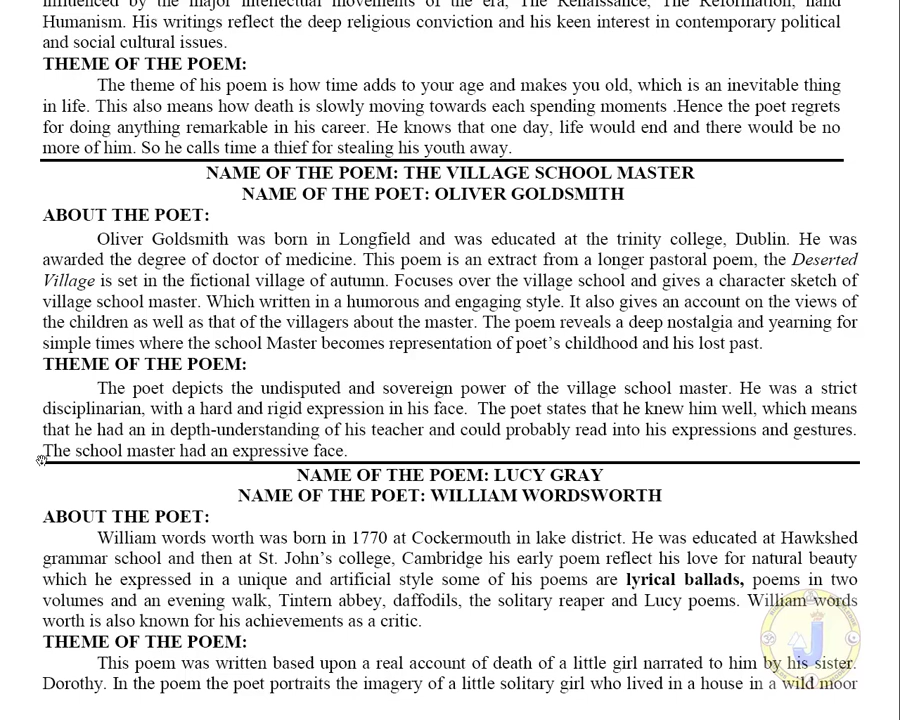 influenced by the major intellectual movements of the era, The Renaissance, The Reformation, hand
Humanism. His writings reflect the deep religious conviction and his keen interest in contemporary political
and social cultural issues.
THEME OF THE POEM:
The theme of his poem is how time adds to your age and makes you old, which is an inevitable thing
in life. This also means how death is slowly moving towards each spending moments .Hence the poet regrets
for doing anything remarkable in his career. He knows that one day, life would end and there would be no
more of him. So he calls time a thief for stealing his youth away.
NAME OF THE POEM: THE VILLAGE SCHOOL MASTER
NAME OF THE POET: OLIVER GOLDSMITH
ABOUT THE POET:
Oliver Goldsmith was born in Longfield and was educated at the trinity college, Dublin. He was
awarded the degree of doctor of medicine. This poem is an extract from a longer pastoral poem, the Deserted
Village is set in the fictional village of autumn. Focuses over the village school and gives a character sketch of
village school master. Which written in a humorous and engaging style. It also gives an account on the views of
the children as well as that of the villagers about the master. The poem reveals a deep nostalgia and yearning for
simple times where the school Master becomes representation of poet's childhood and his lost past.
THEME OF THE POEM:
The poet depicts the undisputed and sovereign power of the village school master. He was a strict
disciplinarian, with a hard and rigid expression in his face. The poet states that he knew him well, which means
that he had an in depth-understanding of his teacher and could probably read into his expressions and gestures.
The school master had an expressive face.
NAME OF THE POEM: LUCY GRAY
NAME OF THE POET: WILLIAM WORDSWORTH
ABOUT THE POET:
William words worth was born in 1770 at Cockermouth in lake district. He was educated at Hawkshed
grammar school and then at St. John's college, Cambridge his early poem reflect his love for natural beauty
which he expressed in a unique and artificial style some of his poems are lyrical ballads, poems in two
volumes and an evening walk, Tintern abbey, daffodils, the solitary reaper and Lucy poems. William words
worth is also known for his achievements as a critic.
THEME OF THE POEM:
This poem was written based upon a real account of death of a little girl narrated to him by his sister.
Dorothy. In the poem the poet portraits the imagery of a little solitary girl who lived in a house in a wild moor
J